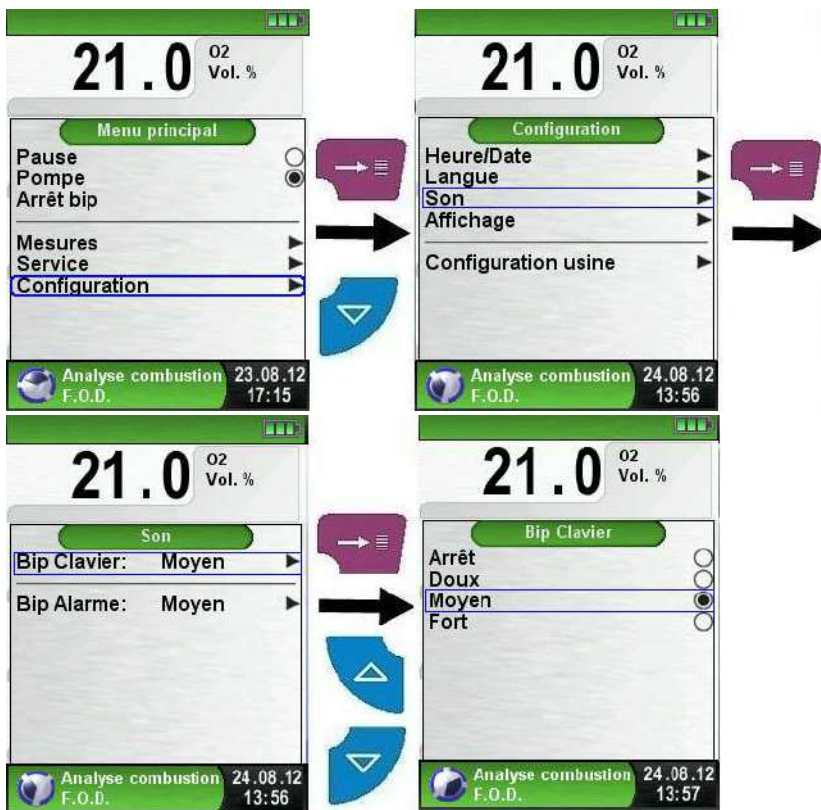 21.0 O2
Vol. %
Menu principal
Pause
Pompe
Arrêt bip
Mesures
Service
Configuration
Analyse combustion 23.08.12
F.O.D. 17:15
21.0 O2
Vol. %
Configuration
Heure/Date
Langue
Son
Affichage
Configuration usine
Analyse combustion 24.08.12
F.O.D. 13:56
21.0 O2
Vol. %
Son
Bip Clavier: Moyen
Bip Alarme: Moyen
Analyse combustion 24.08.12
F.O.D. 13:56
21.0 O2
Vol. %
Bip Clavier
Arrêt
Doux
Moyen
Fort
Analyse combustion 24.08.12
F.O.D. 13:57